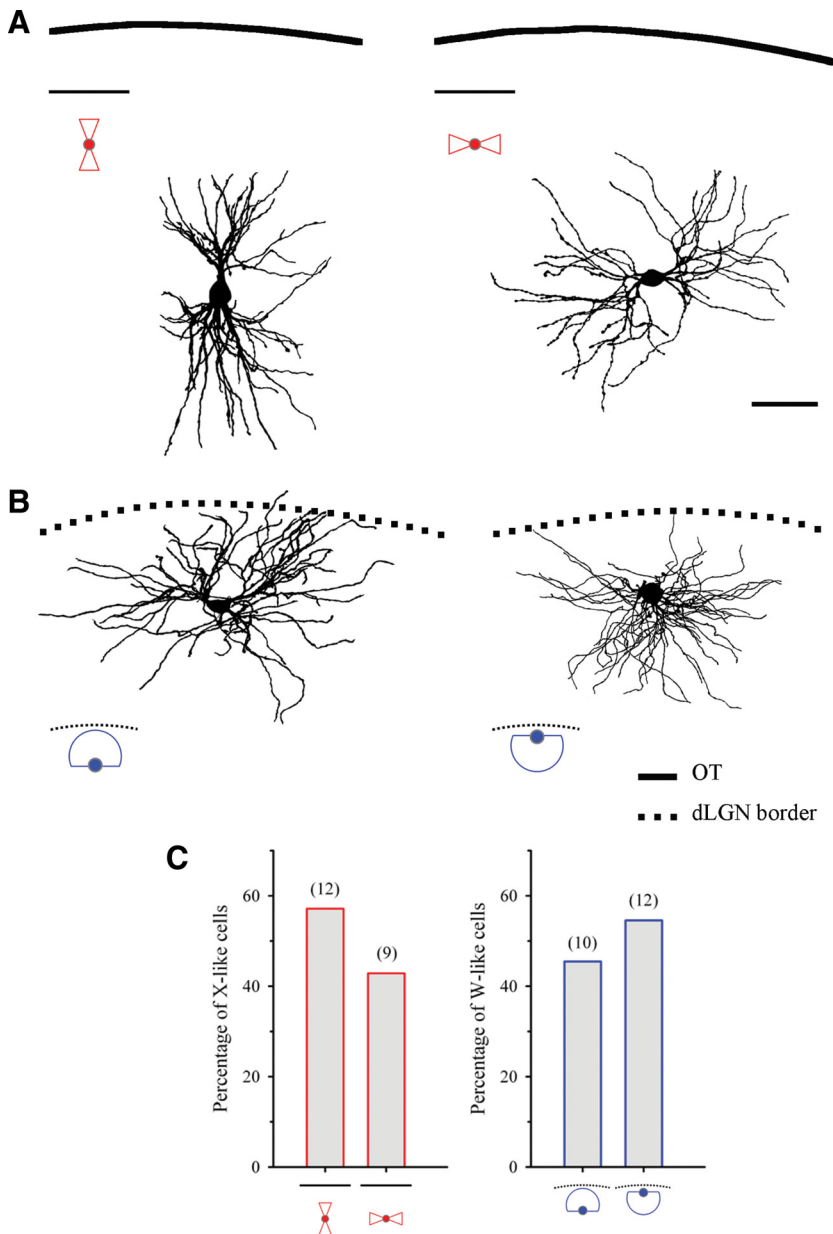 A
B
OT
dLGN border
C
Percentage of X-like cells
60
40
20
0
(12)
(9)
Percentage of W-like cells
60
40
20
0
(10)
(12)